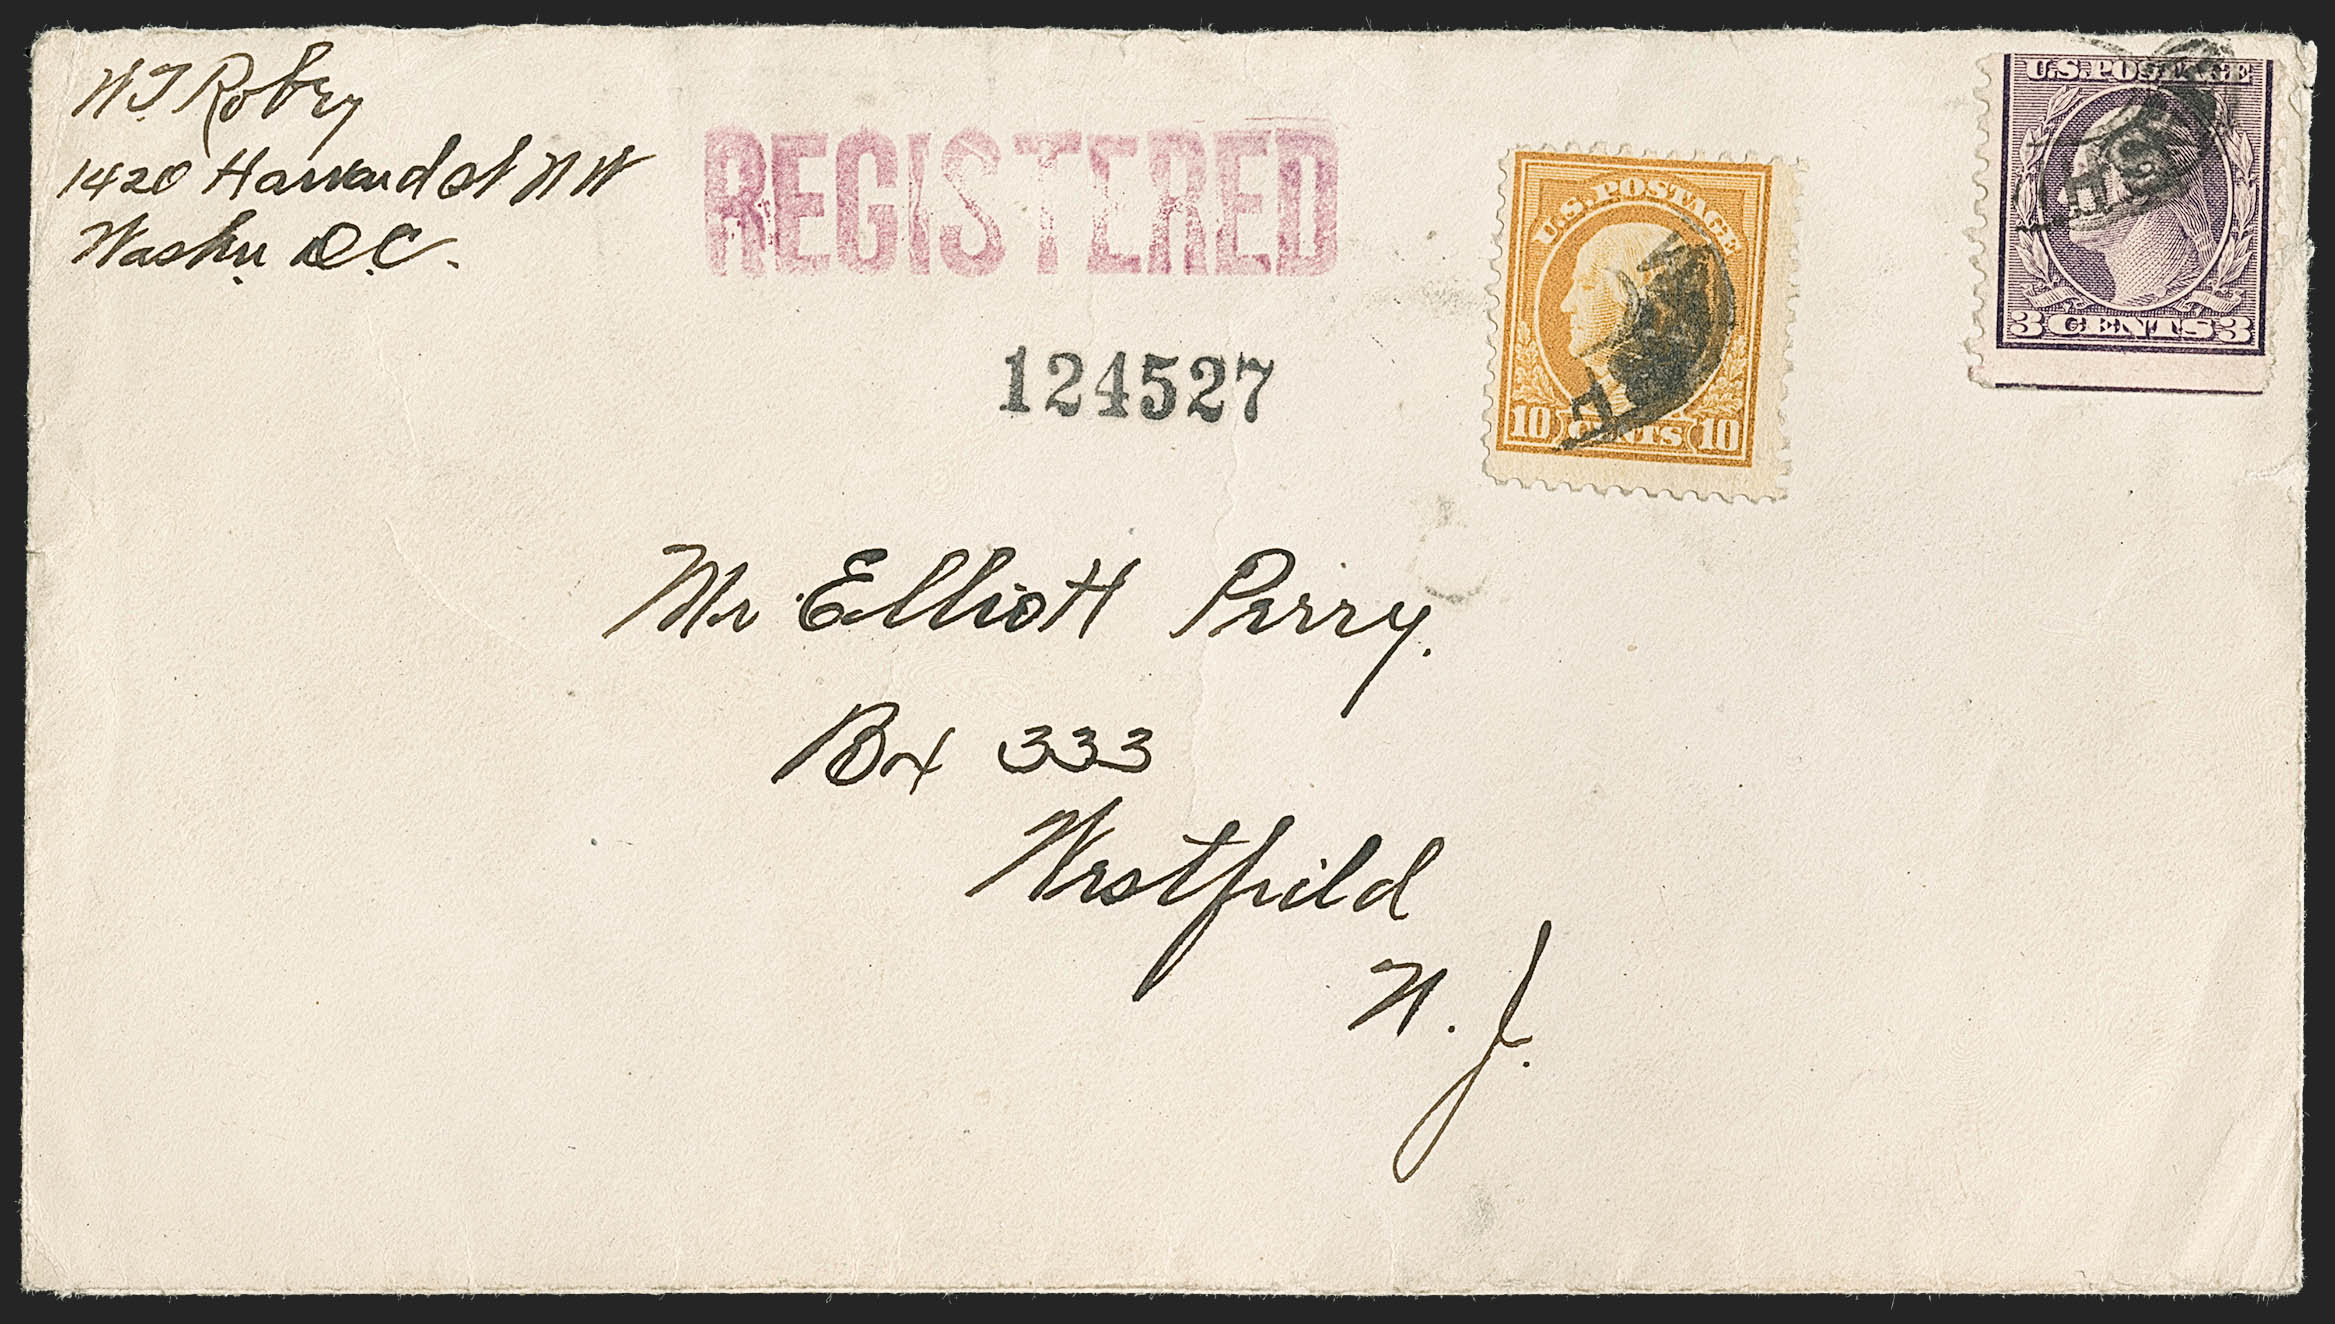 W.T. Robey
1420 Harvard st N W
Washn. D.C.
REGISTERED
124527
U.S. POSTAGE
10 CENTS 10
U.S. POSTAGE
3 CENTS 3
Mr. Elliott Perry.
Box 333
Westfield
N. J.